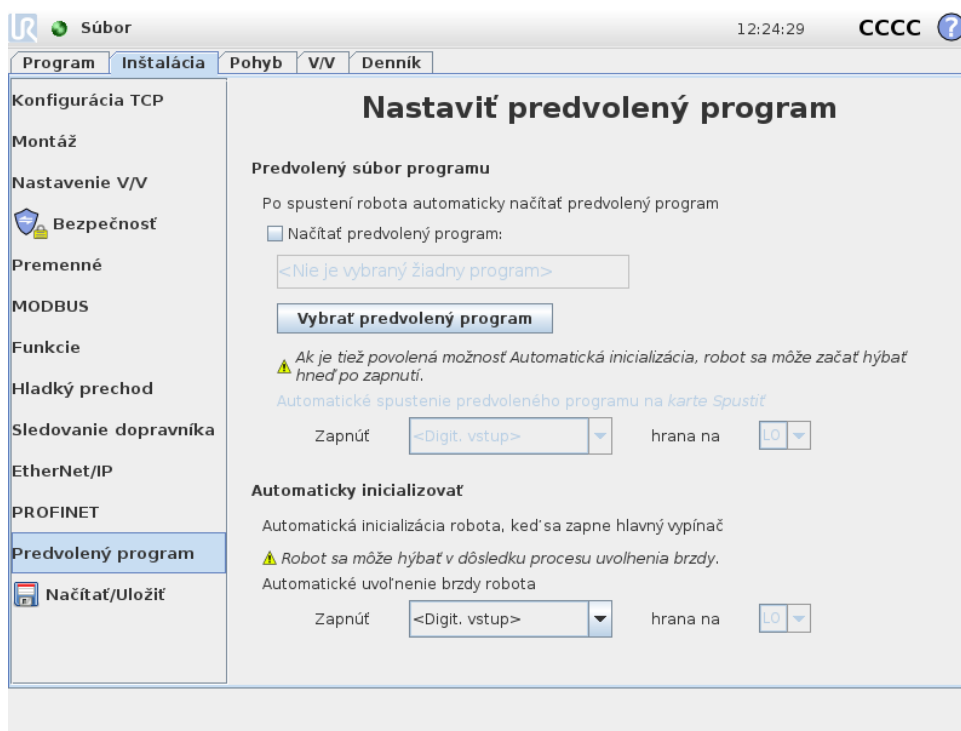 UR Súbor 12:24:29 CCCC ?
Program Inštalácia Pohyb V/V Denník
Konfigurácia TCP
Montáž
Nastavenie V/V
Bezpečnosť
Premenné
MODBUS
Funkcie
Hladký prechod
Sledovanie dopravníka
EtherNet/IP
PROFINET
Predvolený program
Načítať/Uložiť
Nastaviť predvolený program
Predvolený súbor programu
Po spustení robota automaticky načítať predvolený program
Načítať predvolený program:
<Nie je vybraný žiadny program>
Vybrať predvolený program
Ak je tiež povolená možnosť Automatická inicializácia, robot sa môže začať hýbať
hneď po zapnutí.
Automatické spustenie predvoleného programu na karte Spustiť
Zapnúť <Digit. vstup> hrana na LO
Automaticky inicializovať
Automatická inicializácia robota, keď sa zapne hlavný vypínač
Robot sa môže hýbať v dôsledku procesu uvolhenia brzdy.
Automatické uvoľnenie brzdy robota
Zapnúť <Digit. vstup> hrana na LO